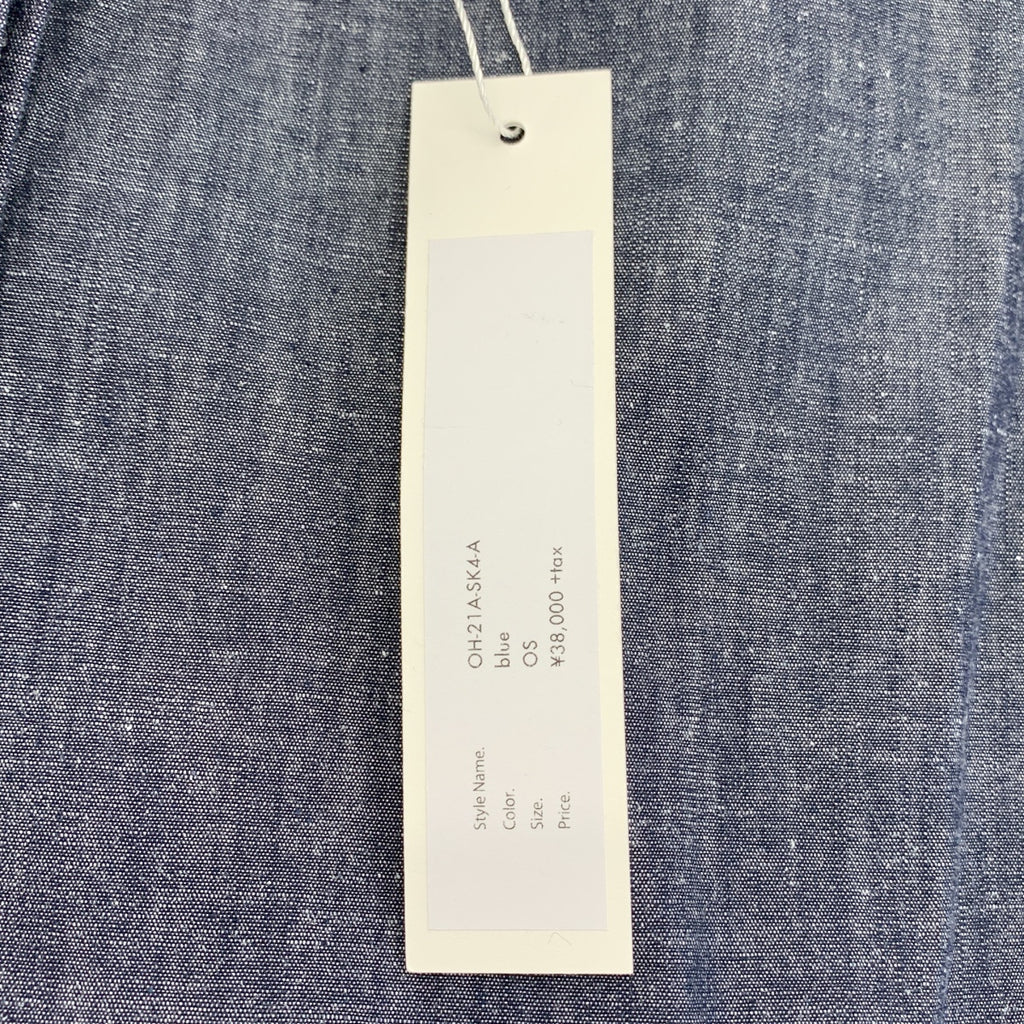 Style Name. OH-21A-SK4-A
Color. blue
Size. OS
Price. ¥38,000 +tax